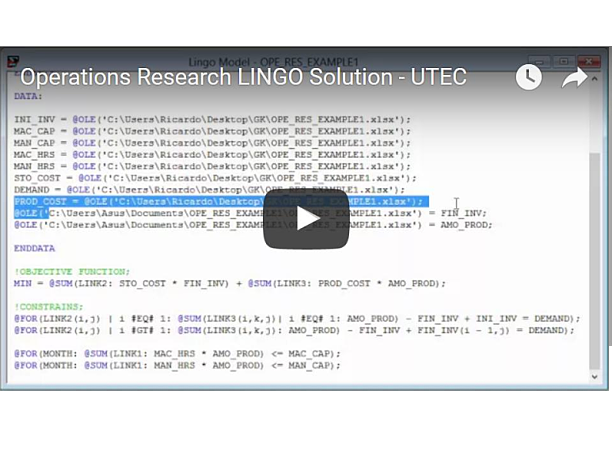 Lingo Model - OPE_RES_EXAMPLE1
Operations Research LINGO Solution - UTEC
DATA:
INI_INV = @OLE('C:\Users\Ricardo\Desktop\GK\OPE_RES_EXAMPLE1.xlsx');
MAC_CAP = @OLE('C:\Users\Ricardo\Desktop\GK\OPE_RES_EXAMPLE1.xlsx');
MAN_CAP = @OLE('C:\Users\Ricardo\Desktop\GK\OPE_RES_EXAMPLE1.xlsx');
MAC_HRS = @OLE('C:\Users\Ricardo\Desktop\GK\OPE_RES_EXAMPLE1.xlsx');
MAN_HRS = @OLE('C:\Users\Ricardo\Desktop\GK\OPE_RES_EXAMPLE1.xlsx');
STO_COST = @OLE('C:\Users\Ricardo\Desktop\GK\OPE_RES_EXAMPLE1.xlsx');
DEMAND = @OLE('C:\Users\Ricardo\Desktop\GK\OPE_RES_EXAMPLE1.xlsx');
PROD_COST = @OLE('C:\Users\Ricardo\Desktop\ EXAMPLE1.xlsx');
@OLE('C:\Users\Asus\Documents\OPE_RES_ EXAMPLE1.xlsx') = FIN_INV;
@OLE('C:\Users\Asus\Documents\OPE_RES_ EXAMPLE1.xlsx') = AMO_PROD;
ENDDATA
!OBJECTIVE FUNCTION;
MIN = @SUM(LINK2: STO_COST * FIN_INV) + @SUM(LINK3: PROD_COST * AMO_PROD);
!CONSTRAINS;
@FOR(LINK2(i,j) | i #EQ# 1: @SUM(LINK3(i,k,j)| i #EQ# 1: AMO_PROD) - FIN_INV + INI_INV = DEMAND);
@FOR(LINK2(i,j) | i #GT# 1: @SUM(LINK3(i,k,j): AMO_PROD) - FIN_INV + FIN_INV(i - 1,j) = DEMAND);
@FOR(MONTH: @SUM(LINK1: MAC_HRS * AMO_PROD) <= MAC_CAP);
@FOR(MONTH: @SUM(LINK1: MAN_HRS * AMO_PROD) <= MAN_CAP);